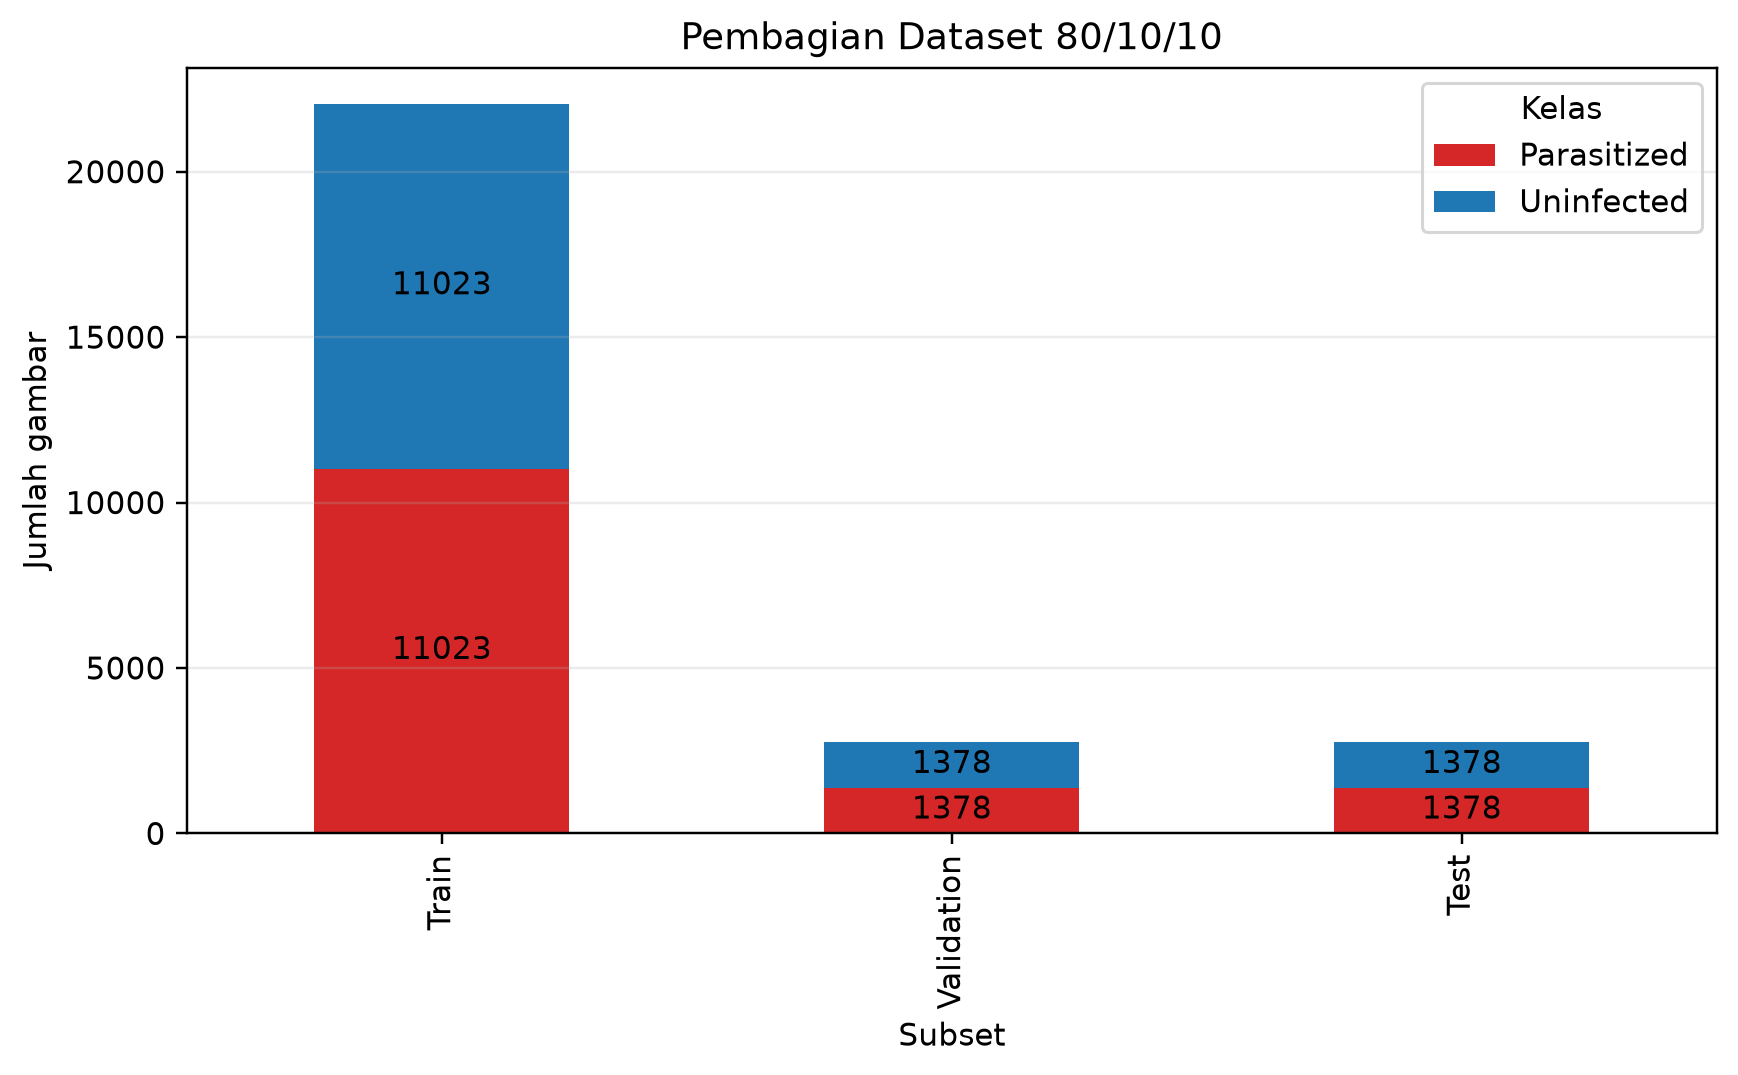 Pembagian Dataset 80/10/10
Kelas
Parasitized
Uninfected
Jumlah gambar
20000
15000
10000
5000
0
11023
11023
1378
1378
1378
1378
Train
Validation
Test
Subset